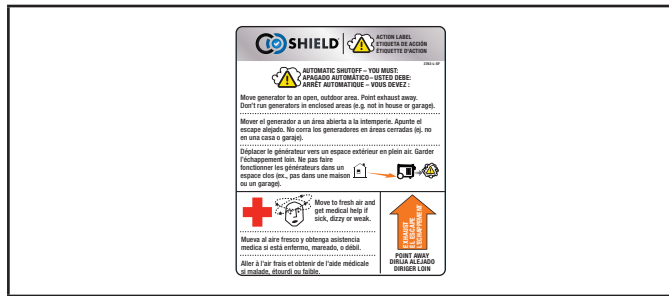 CO SHIELD®
ACTION LABEL
ETIQUETA DE ACCIÓN
ÉTIQUETTE D'ACTION
AUTOMATIC SHUTOFF – YOU MUST:
APAGADO AUTOMÁTICO – USTED DEBE:
ARRÊT AUTOMATIQUE – VOUS DEVEZ :
Move generator to an open, outdoor area. Point exhaust away.
Don't run generators in enclosed areas (e.g. not in house or garage).
Mover el generador a un área abierta a la intemperie. Apunte el
escape alejado. No corra los generadores en áreas cerradas (ej. no
en una casa o garaje).
Déplacer le générateur vers un espace extérieur en plein air. Garder
l'échappement loin. Ne pas faire
fonctionner les générateurs dans un
espace clos (ex., pas dans une maison
ou un garage).
Move to fresh air and
get medical help if
sick, dizzy or weak.
Mueva al aire fresco y obtenga asistencia
medica si está enfermo, mareado, o débil.
Aller à l'air frais et obtenir de l'aide médicale
si malade, étourdi ou faible.
EXHAUST
EL ESCAPE
L'ÉCHAPPEMENT
POINT AWAY
DIRIJA ALEJADO
DIRIGER LOIN